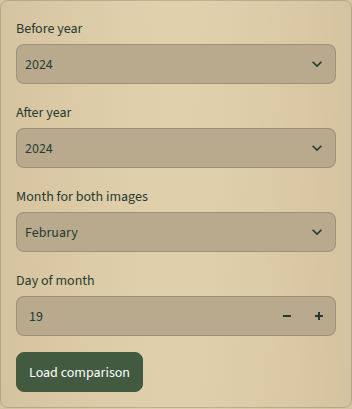 Before year
2024
After year
2024
Month for both images
February
Day of month
19
Load comparison